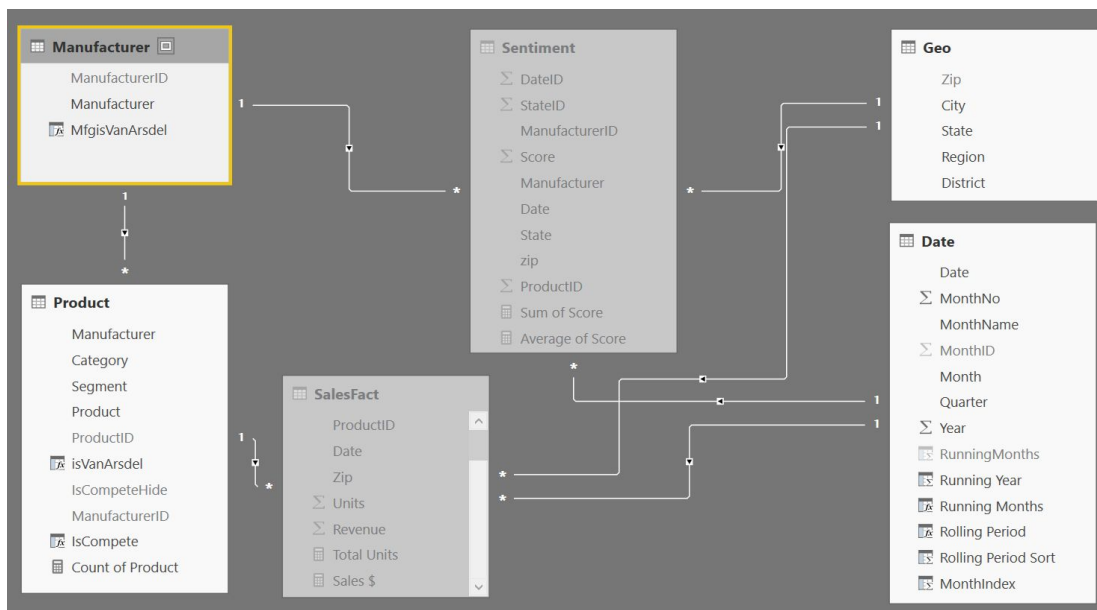 Manufacturer
ManufacturerID
Manufacturer
MfgisVanArsdel
1
*
1
*
Product
Manufacturer
Category
Segment
Product
ProductID
isVanArsdel
IsCompeteHide
ManufacturerID
IsCompete
Count of Product
1
*
Sentiment
Σ DateID
Σ StateID
ManufacturerID
Σ Score
Manufacturer
Date
State
zip
Σ ProductID
Sum of Score
Average of Score
*
*
SalesFact
ProductID
Date
Zip
Σ Units
Σ Revenue
Total Units
Sales $
*
*
Geo
Zip
City
State
Region
District
1
1
Date
Date
Σ MonthNo
MonthName
Σ MonthID
Month
Quarter
Σ Year
RunningMonths
Running Year
Running Months
Rolling Period
Rolling Period Sort
MonthIndex
1
1